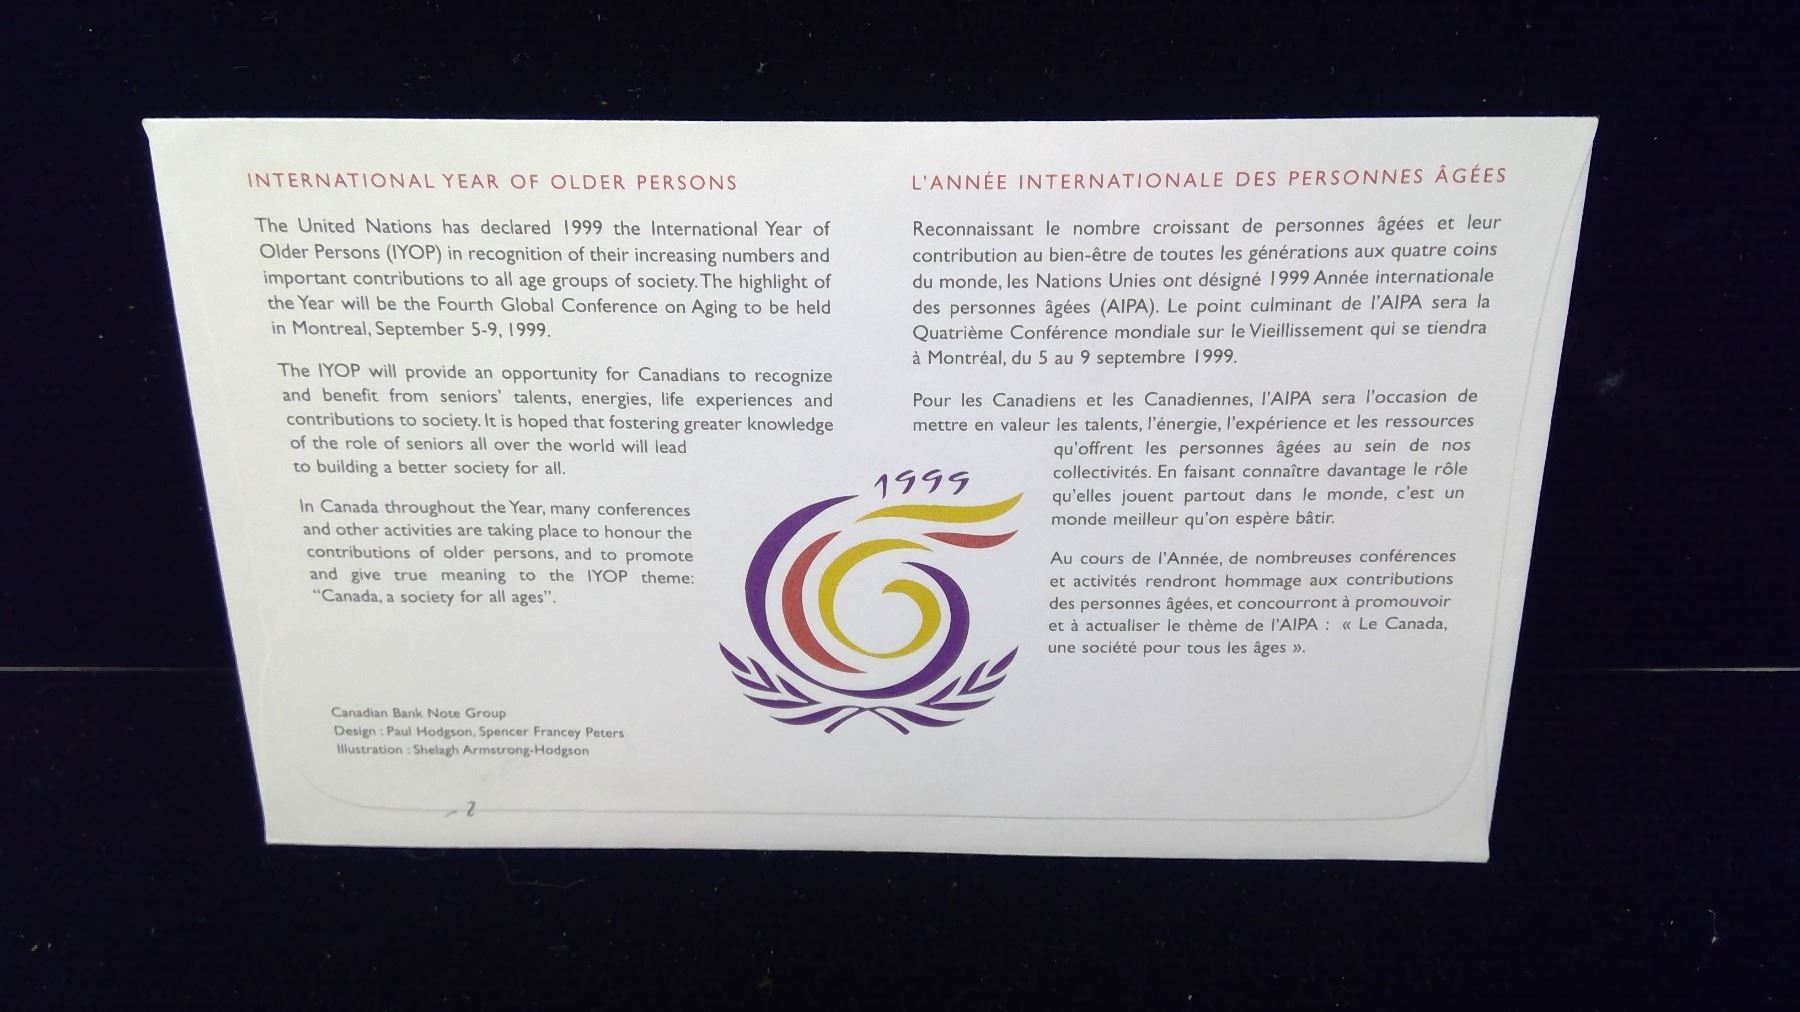 INTERNATIONAL YEAR OF OLDER PERSONS
The United Nations has declared 1999 the International Year of
Older Persons (IYOP) in recognition of their increasing numbers and
important contributions to all age groups of society. The highlight of
the Year will be the Fourth Global Conference on Aging to be held
in Montreal, September 5-9, 1999.
The IYOP will provide an opportunity for Canadians to recognize
and benefit from seniors' talents, energies, life experiences and
contributions to society. It is hoped that fostering greater knowledge
of the role of seniors all over the world will lead
to building a better society for all.
In Canada throughout the Year, many conferences
and other activities are taking place to honour the
contributions of older persons, and to promote
and give true meaning to the IYOP theme:
"Canada, a society for all ages".
Canadian Bank Note Group
Design : Paul Hodgson, Spencer Francey Peters
Illustration : Shelagh Armstrong-Hodgson
2
1999
L'ANNÉE INTERNATIONALE DES PERSONNES ÂGÉES
Reconnaissant le nombre croissant de personnes âgées et leur
contribution au bien-être de toutes les générations aux quatre coins
du monde, les Nations Unies ont désigné 1999 Année internationale
des personnes âgées (AIPA). Le point culminant de l'AIPA sera la
Quatrième Conférence mondiale sur le Vieillissement qui se tiendra
à Montréal, du 5 au 9 septembre 1999.
Pour les Canadiens et les Canadiennes, l'AIPA sera l'occasion de
mettre en valeur les talents, l'énergie, l'expérience et les ressources
qu'offrent les personnes âgées au sein de nos
collectivités. En faisant connaître davantage le rôle
qu'elles jouent partout dans le monde, c'est un
monde meilleur qu'on espère bâtir.
Au cours de l'Année, de nombreuses conférences
et activités rendront hommage aux contributions
des personnes âgées, et concourront à promouvoir
et à actualiser le thème de l'AIPA : « Le Canada,
une société pour tous les âges ».